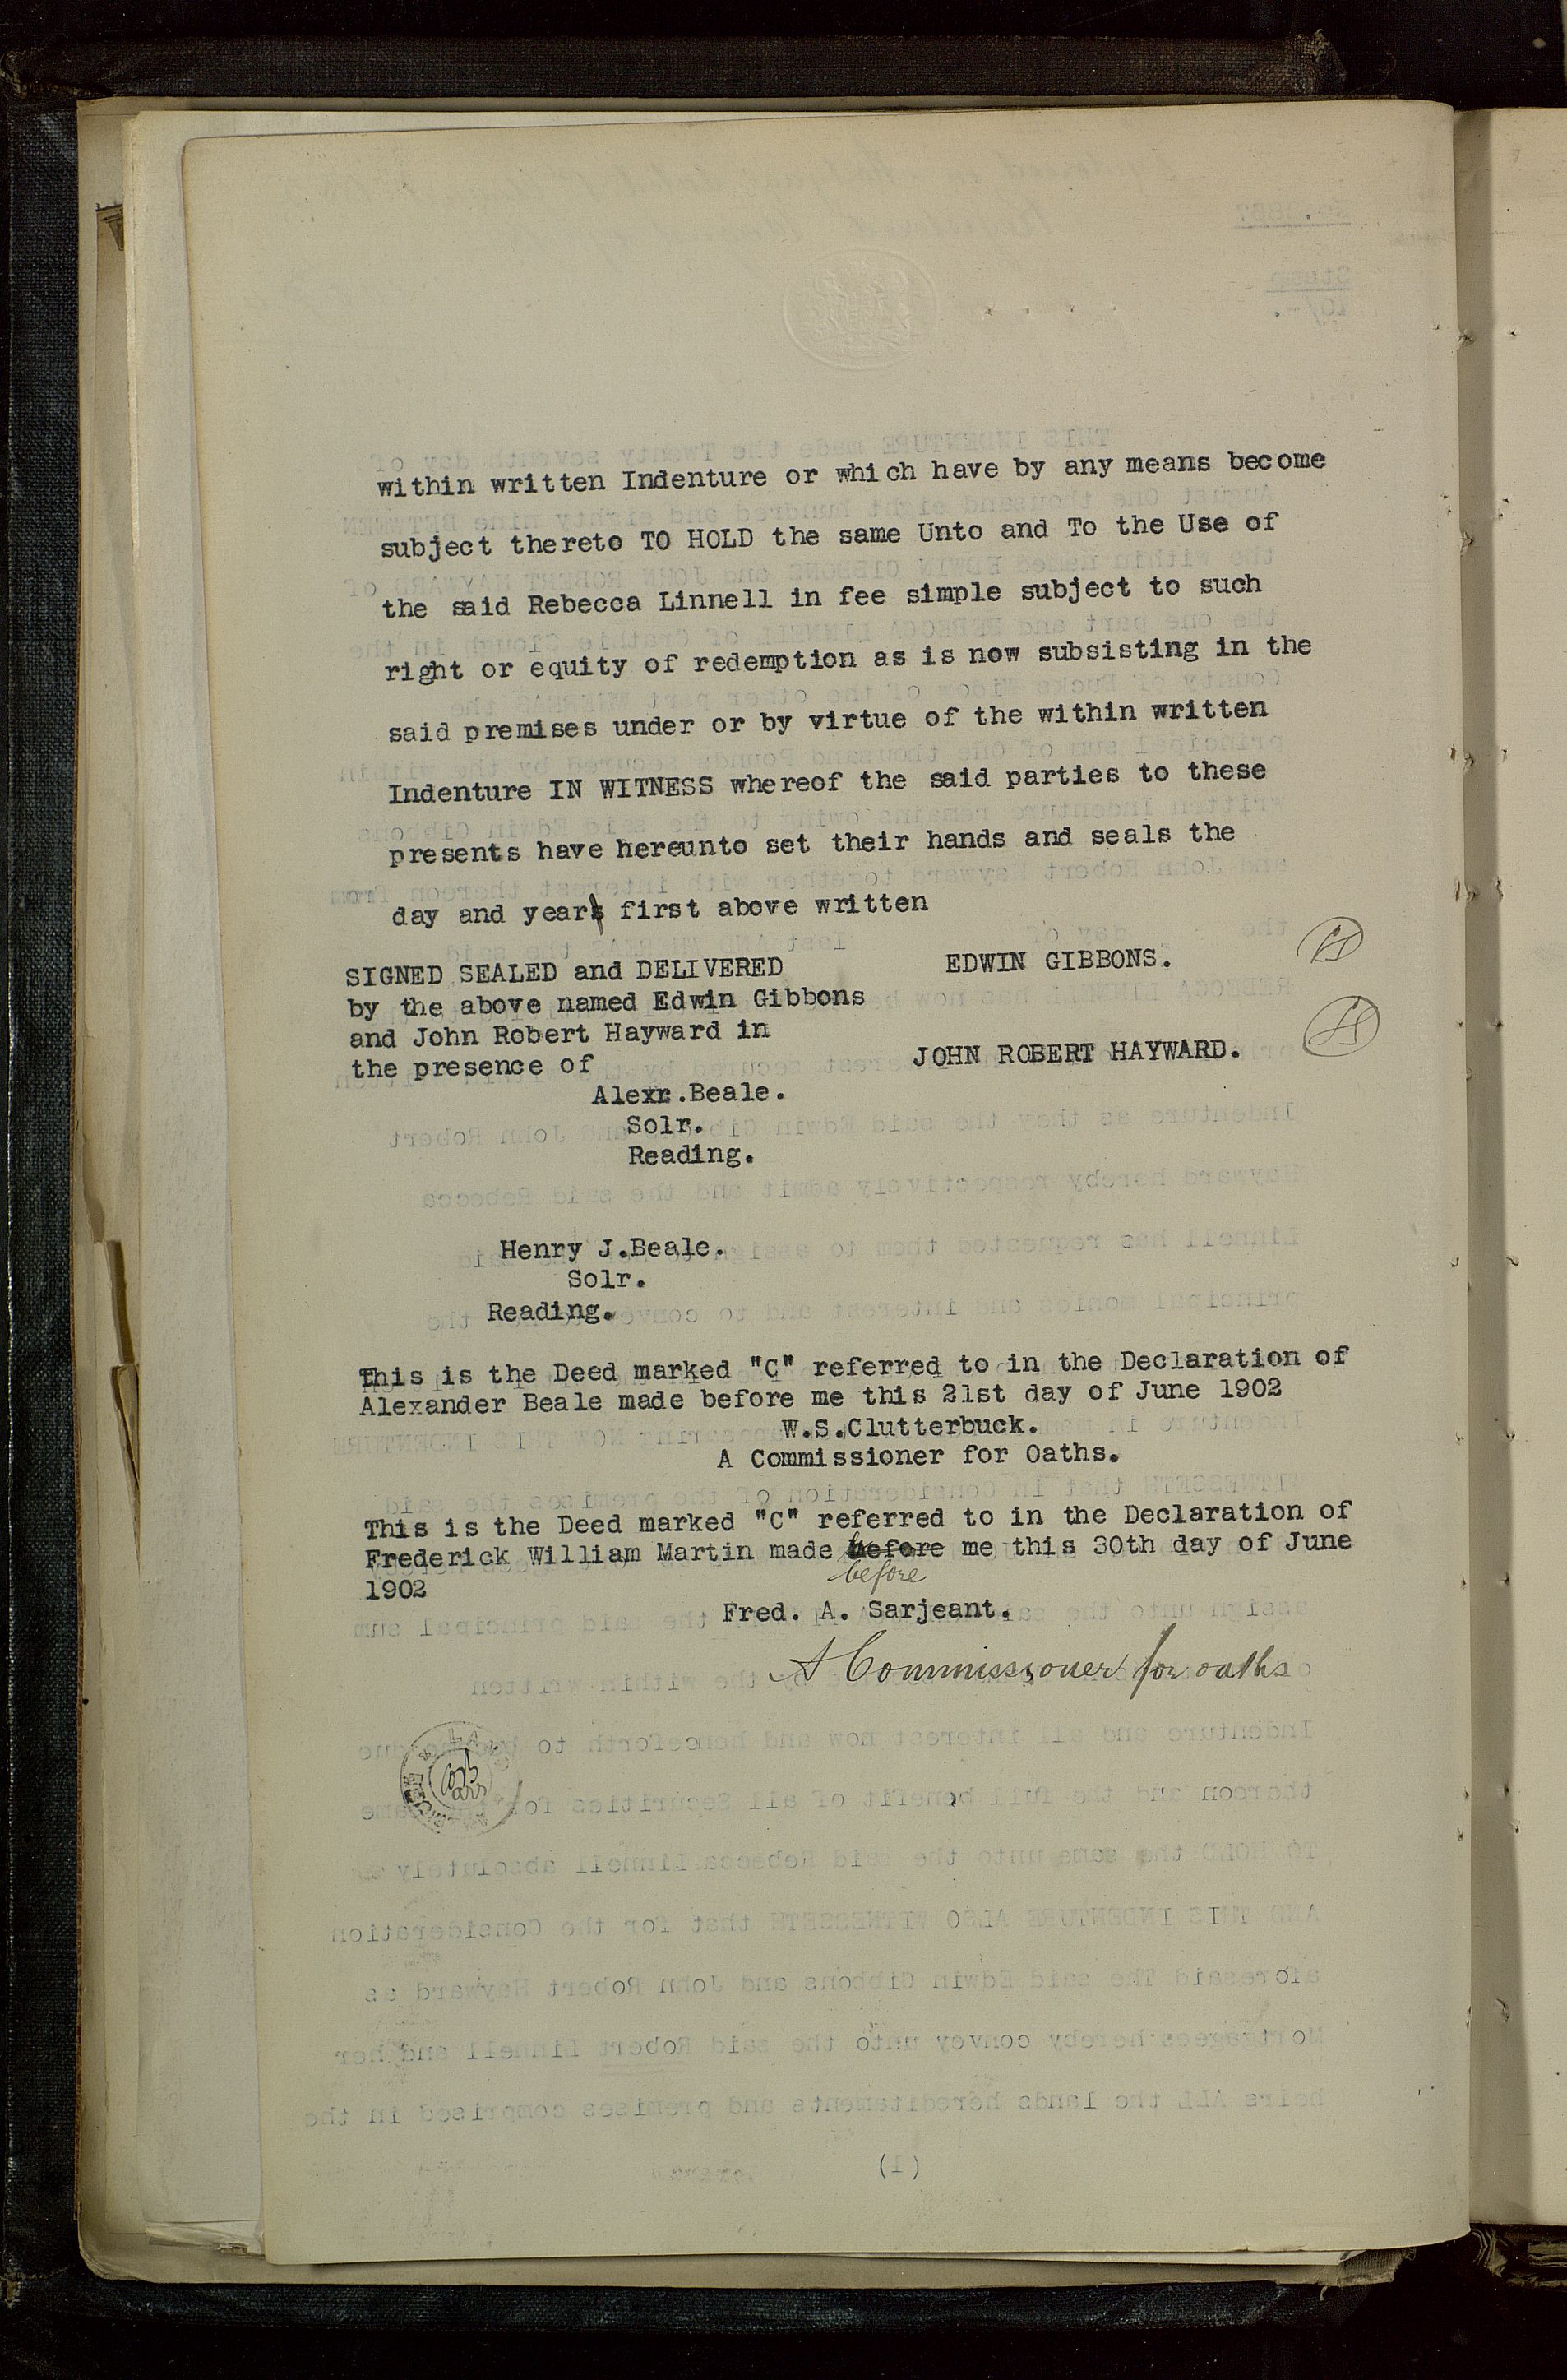 within written Indenture or which have by any means become
subject thereto TO HOLD the same Unto and To the Use of
the said Rebecca Linnell in fee simple subject to such
right or equity of redemption as is now subsisting in the
said premises under or by virtue of the within written
Indenture IN WITNESS whereof the said parties to these
presents have hereunto set their hands and seals the
day and year first above written
SIGNED SEALED and DELIVERED
by the above named Edwin Gibbons
and John Robert Hayward in
the presence of
EDWIN GIBBONS.
JOHN ROBERT HAYWARD.
Alexr.Beale.
Solr.
Reading.
Henry J.Beale.
Solr.
Reading.
This is the Deed marked "C" referred to in the Declaration of
Alexander Beale made before me this 21st day of June 1902
W.S.Clutterbuck.
A Commissioner for Oaths.
This is the Deed marked "C" referred to in the Declaration of
Frederick William Martin made before me this 30th day of June
before
1902
Fred. A. Sarjeant.
A Commissioner for oaths